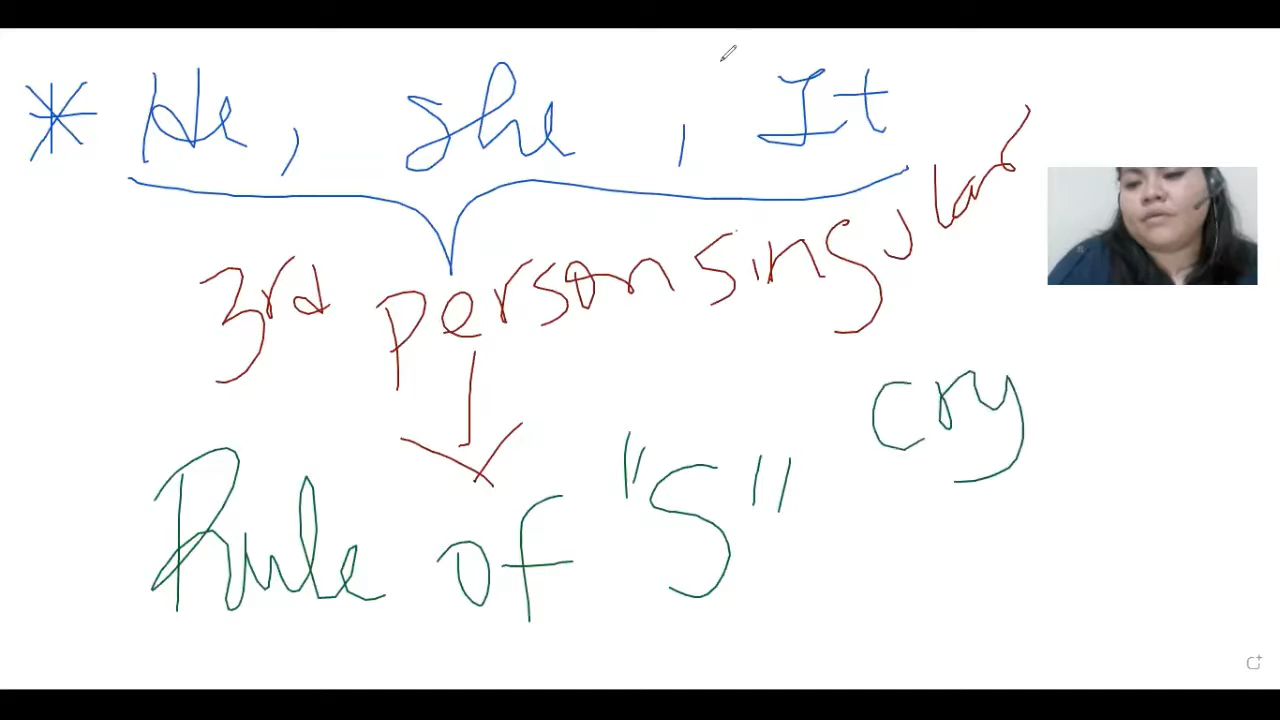 * He, She, It
3rd person singular
cry
Rule of "S"